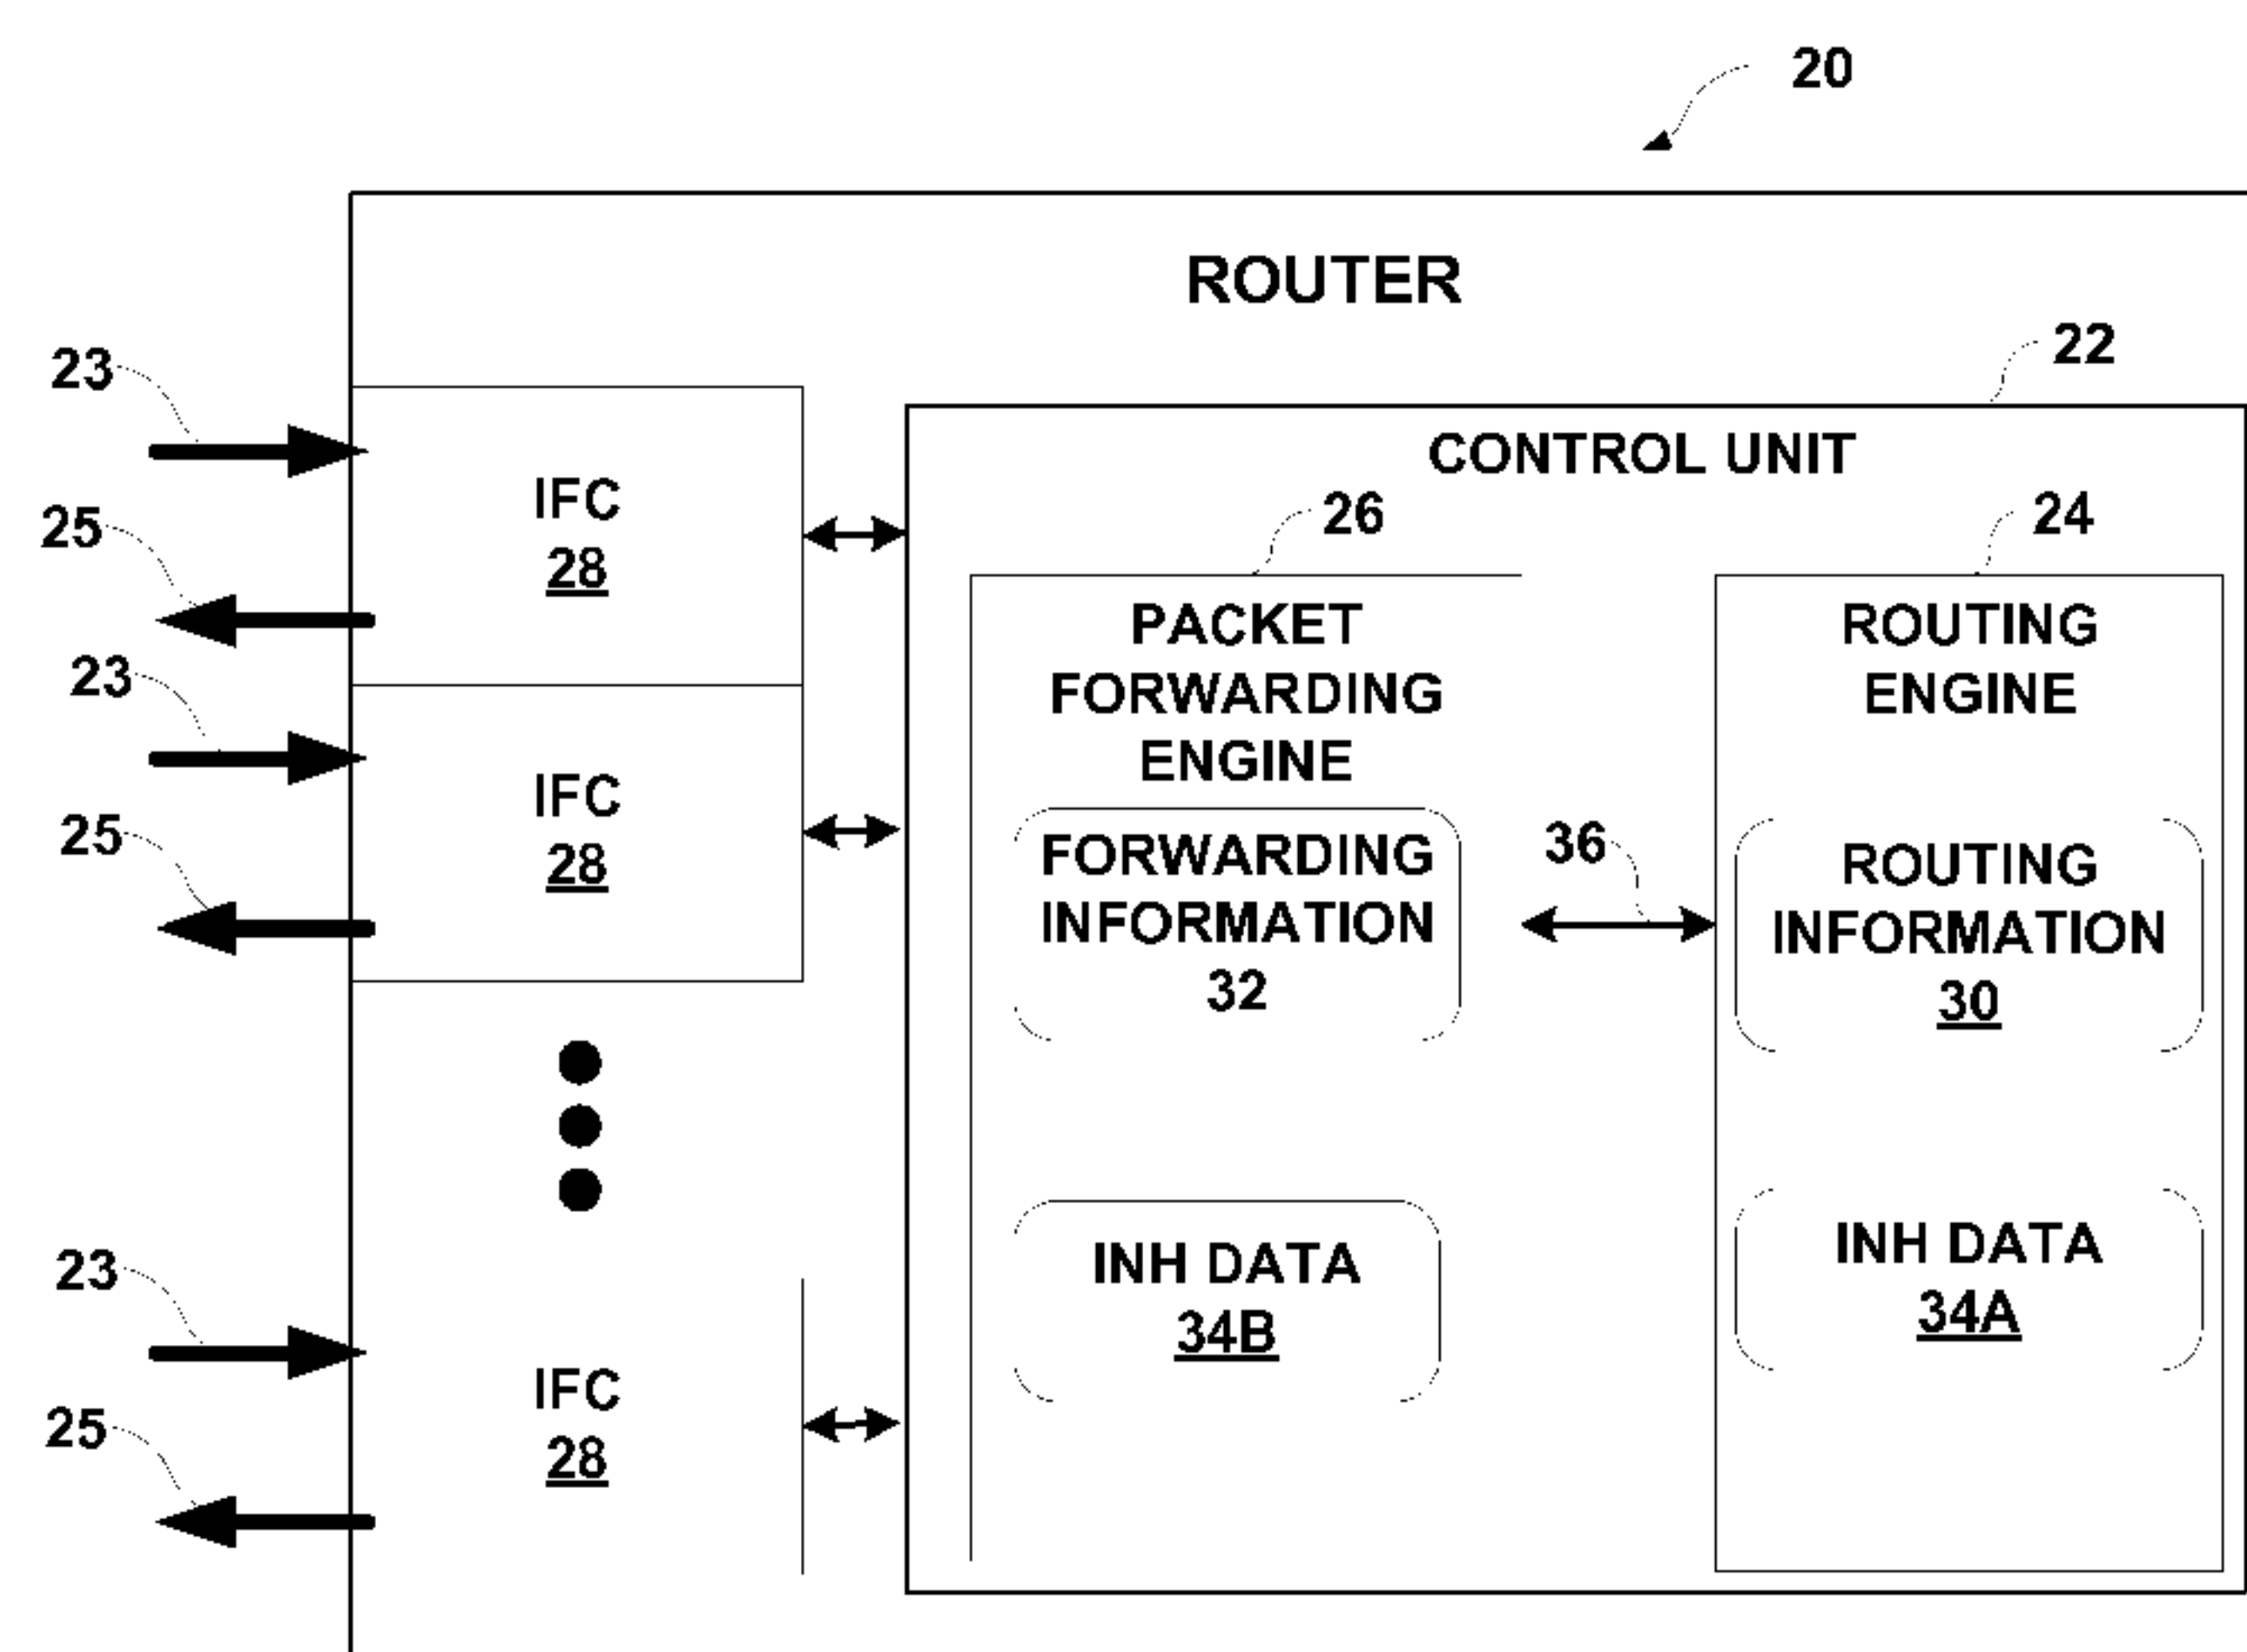 20
ROUTER
22
23
CONTROL UNIT
IFC
28
25
26
24
PACKET
FORWARDING
ENGINE
ROUTING
ENGINE
23
IFC
28
25
FORWARDING
INFORMATION
32
36
ROUTING
INFORMATION
30
INH DATA
34B
INH DATA
34A
23
IFC
28
25